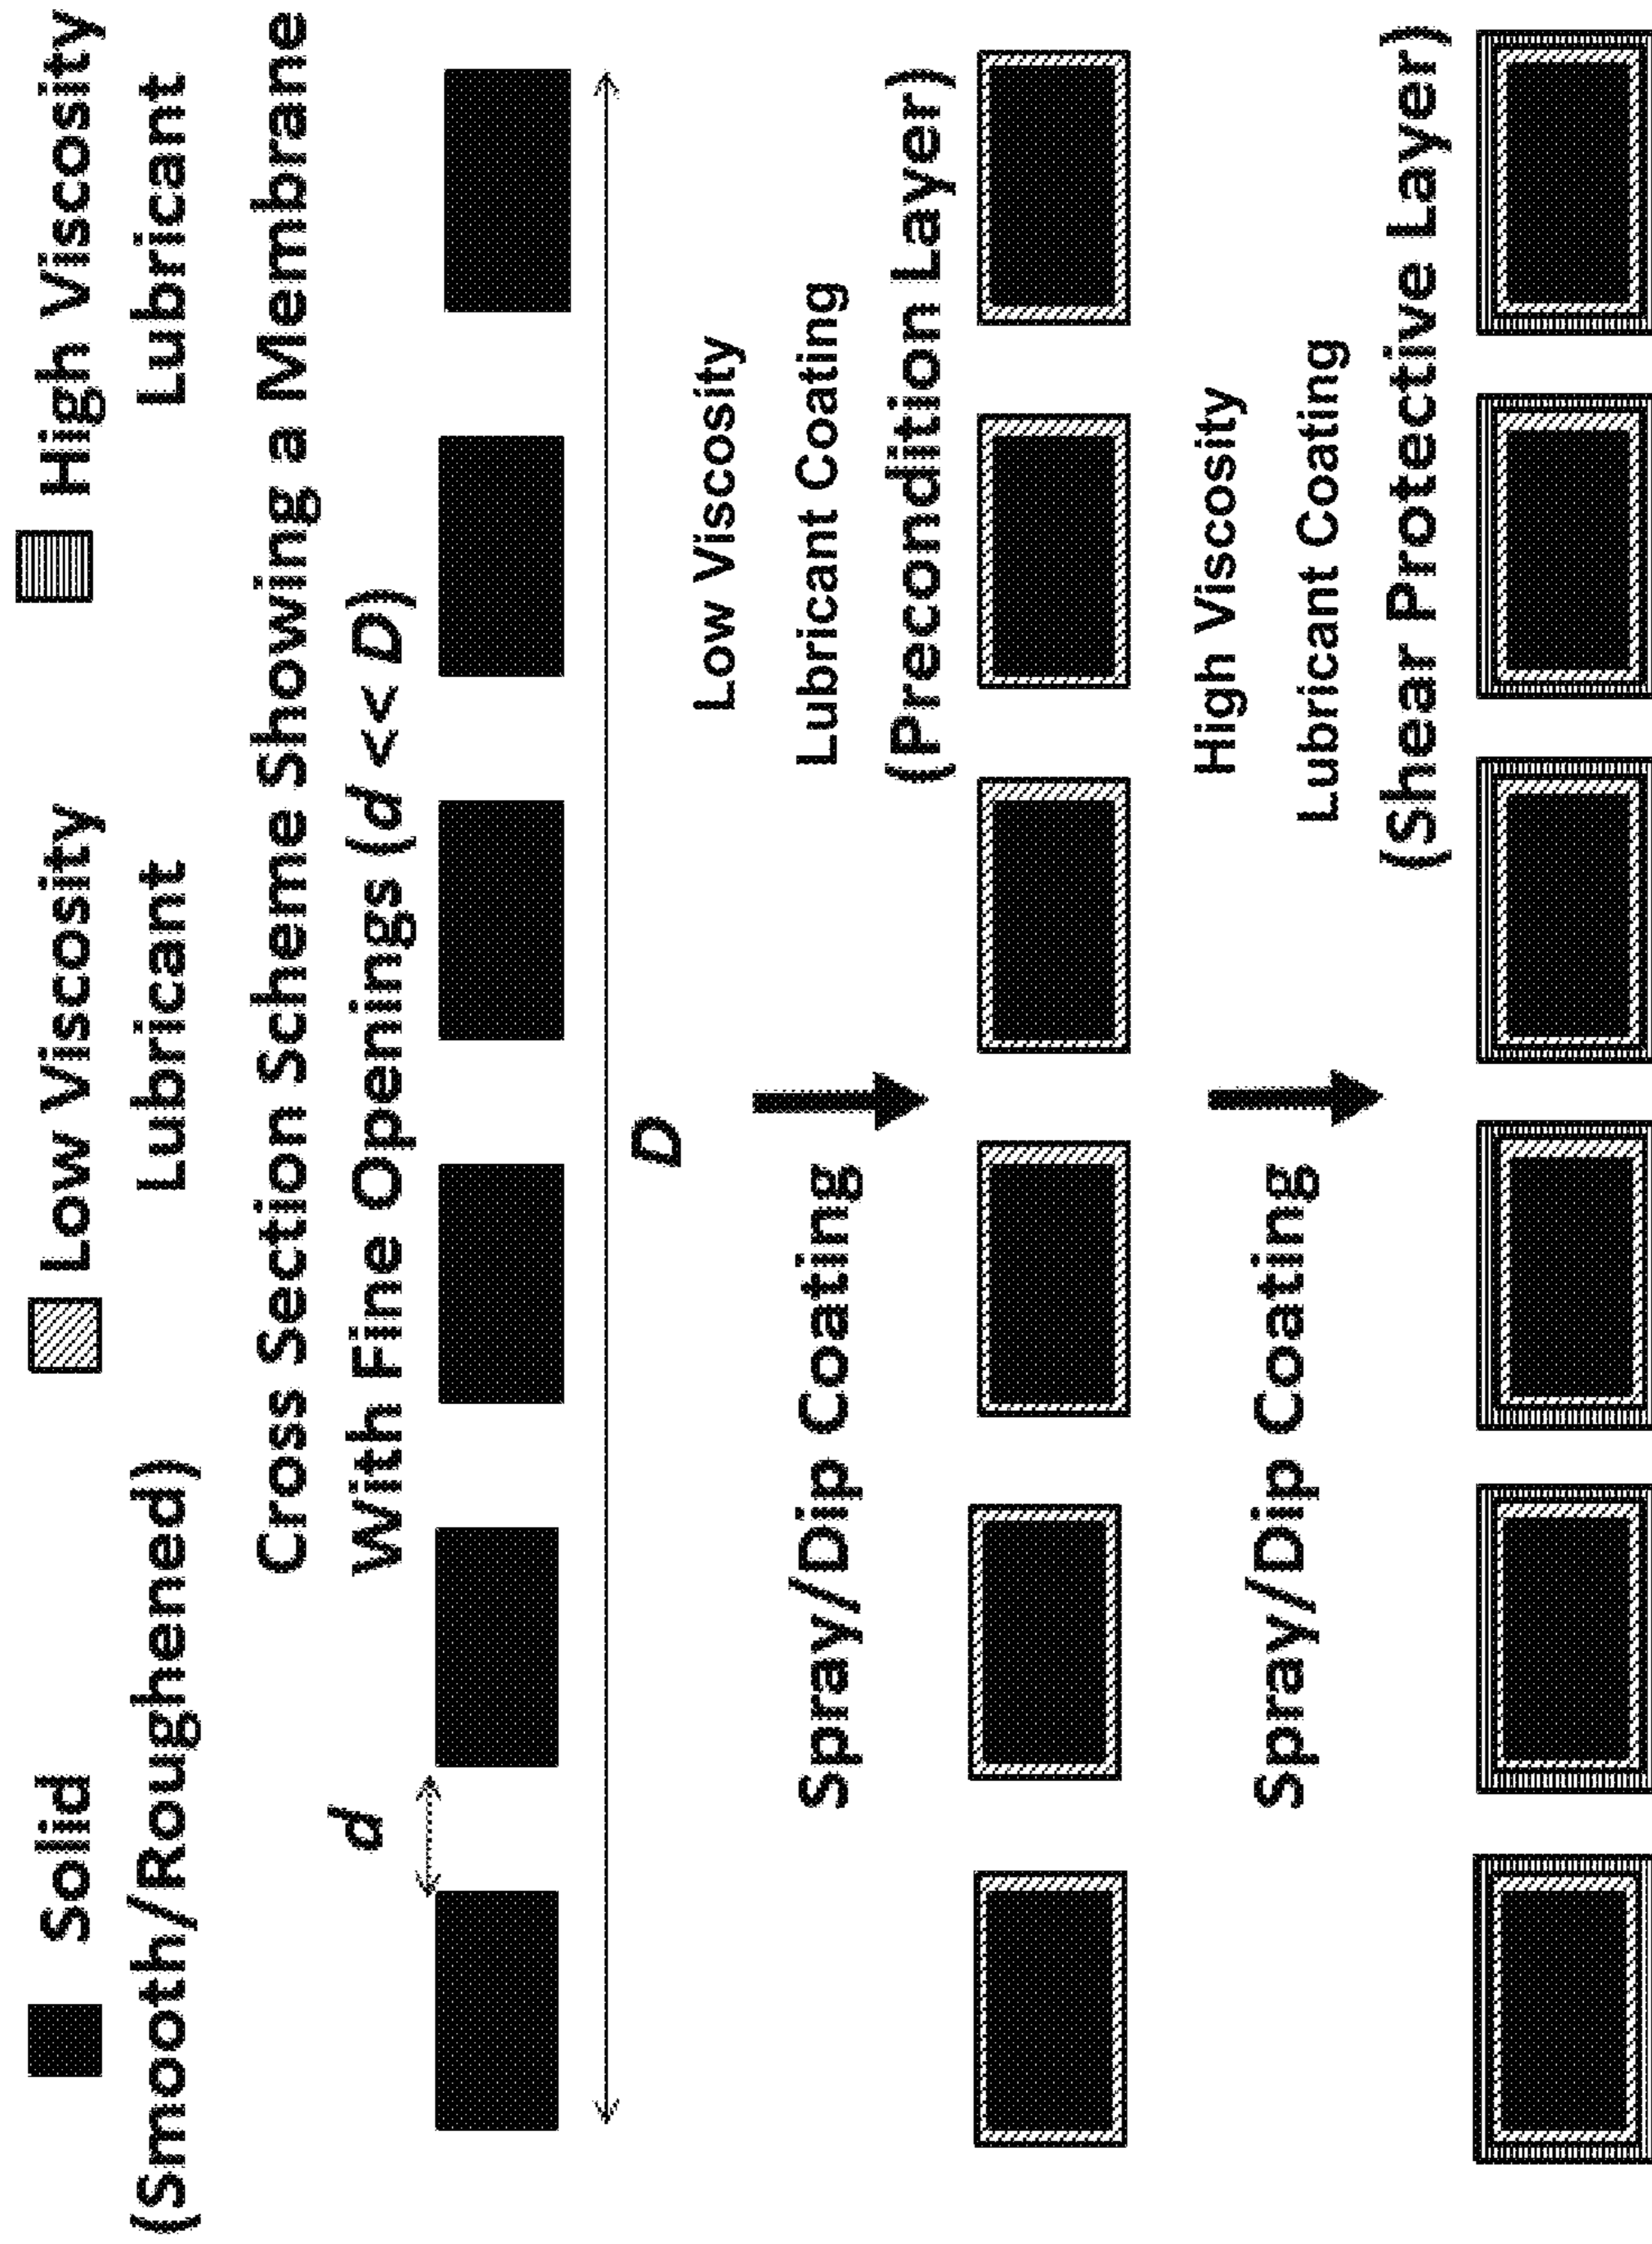 Solid
(Smooth/Roughened)
Low Viscosity
Lubricant
High Viscosity
Lubricant
Cross Section Scheme Showing a Membrane
With Fine Openings (d << D)
d
D
Spray/Dip Coating
Low Viscosity
Lubricant Coating
(Precondition Layer)
Spray/Dip Coating
High Viscosity
Lubricant Coating
(Shear Protective Layer)